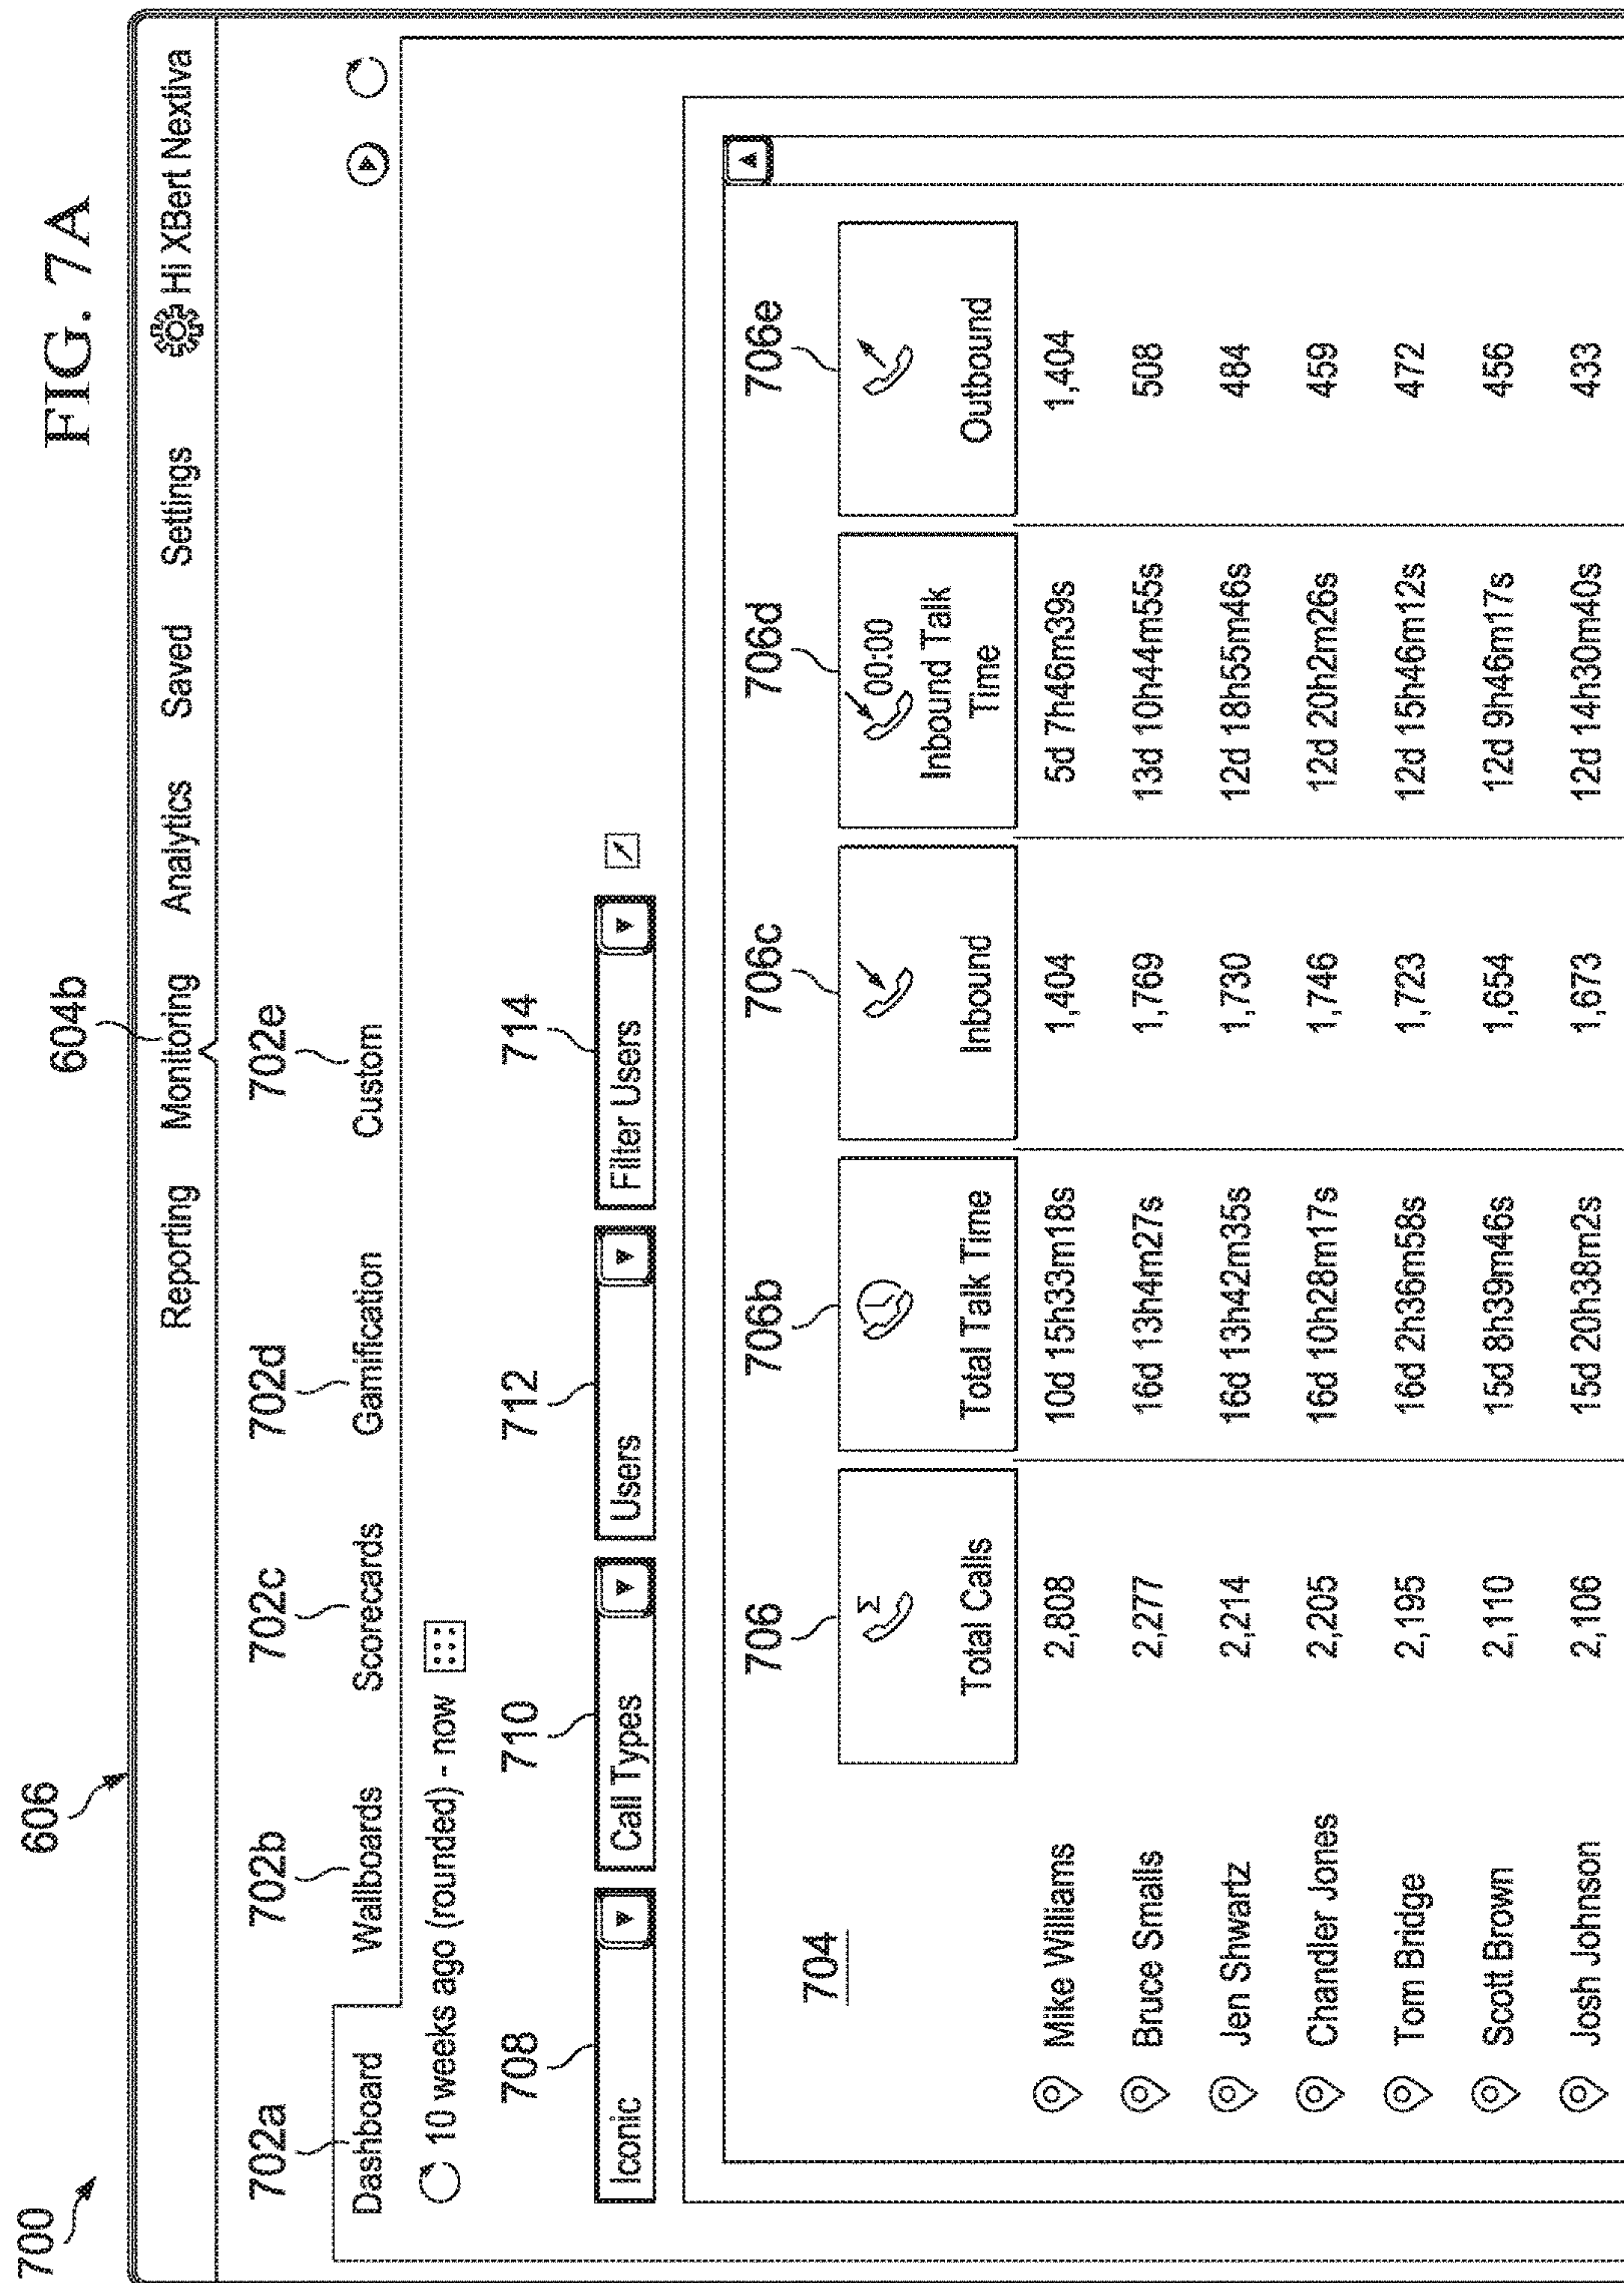 FIG. 7A
700
606
604b
Reporting Monitoring Analytics Saved Settings HI XBert Nextiva
702a 702b 702c 702d 702e
Dashboard Wallboards Scorecards Gamification Custom
10 weeks ago (rounded) - now
708 710 712 714
Iconic Call Types Users Filter Users
704 706 706b 706c 706d 706e
Σ 00:00
Total Calls Total Talk Time Inbound Inbound Talk Time Outbound
Mike Williams 2,808 10d 15h33m18s 1,404 5d 7h46m39s 1,404
Bruce Smalls 2,277 16d 13h4m27s 1,769 13d 10h44m55s 508
Jen Shwartz 2,214 16d 13h42m35s 1,730 12d 18h55m46s 484
Chandler Jones 2,205 16d 10h28m17s 1,746 12d 20h2m26s 459
Tom Bridge 2,195 16d 2h36m58s 1,723 12d 15h46m12s 472
Scott Brown 2,110 15d 8h39m46s 1,654 12d 9h46m17s 456
Josh Johnson 2,106 15d 20h38m2s 1,673 12d 14h30m40s 433